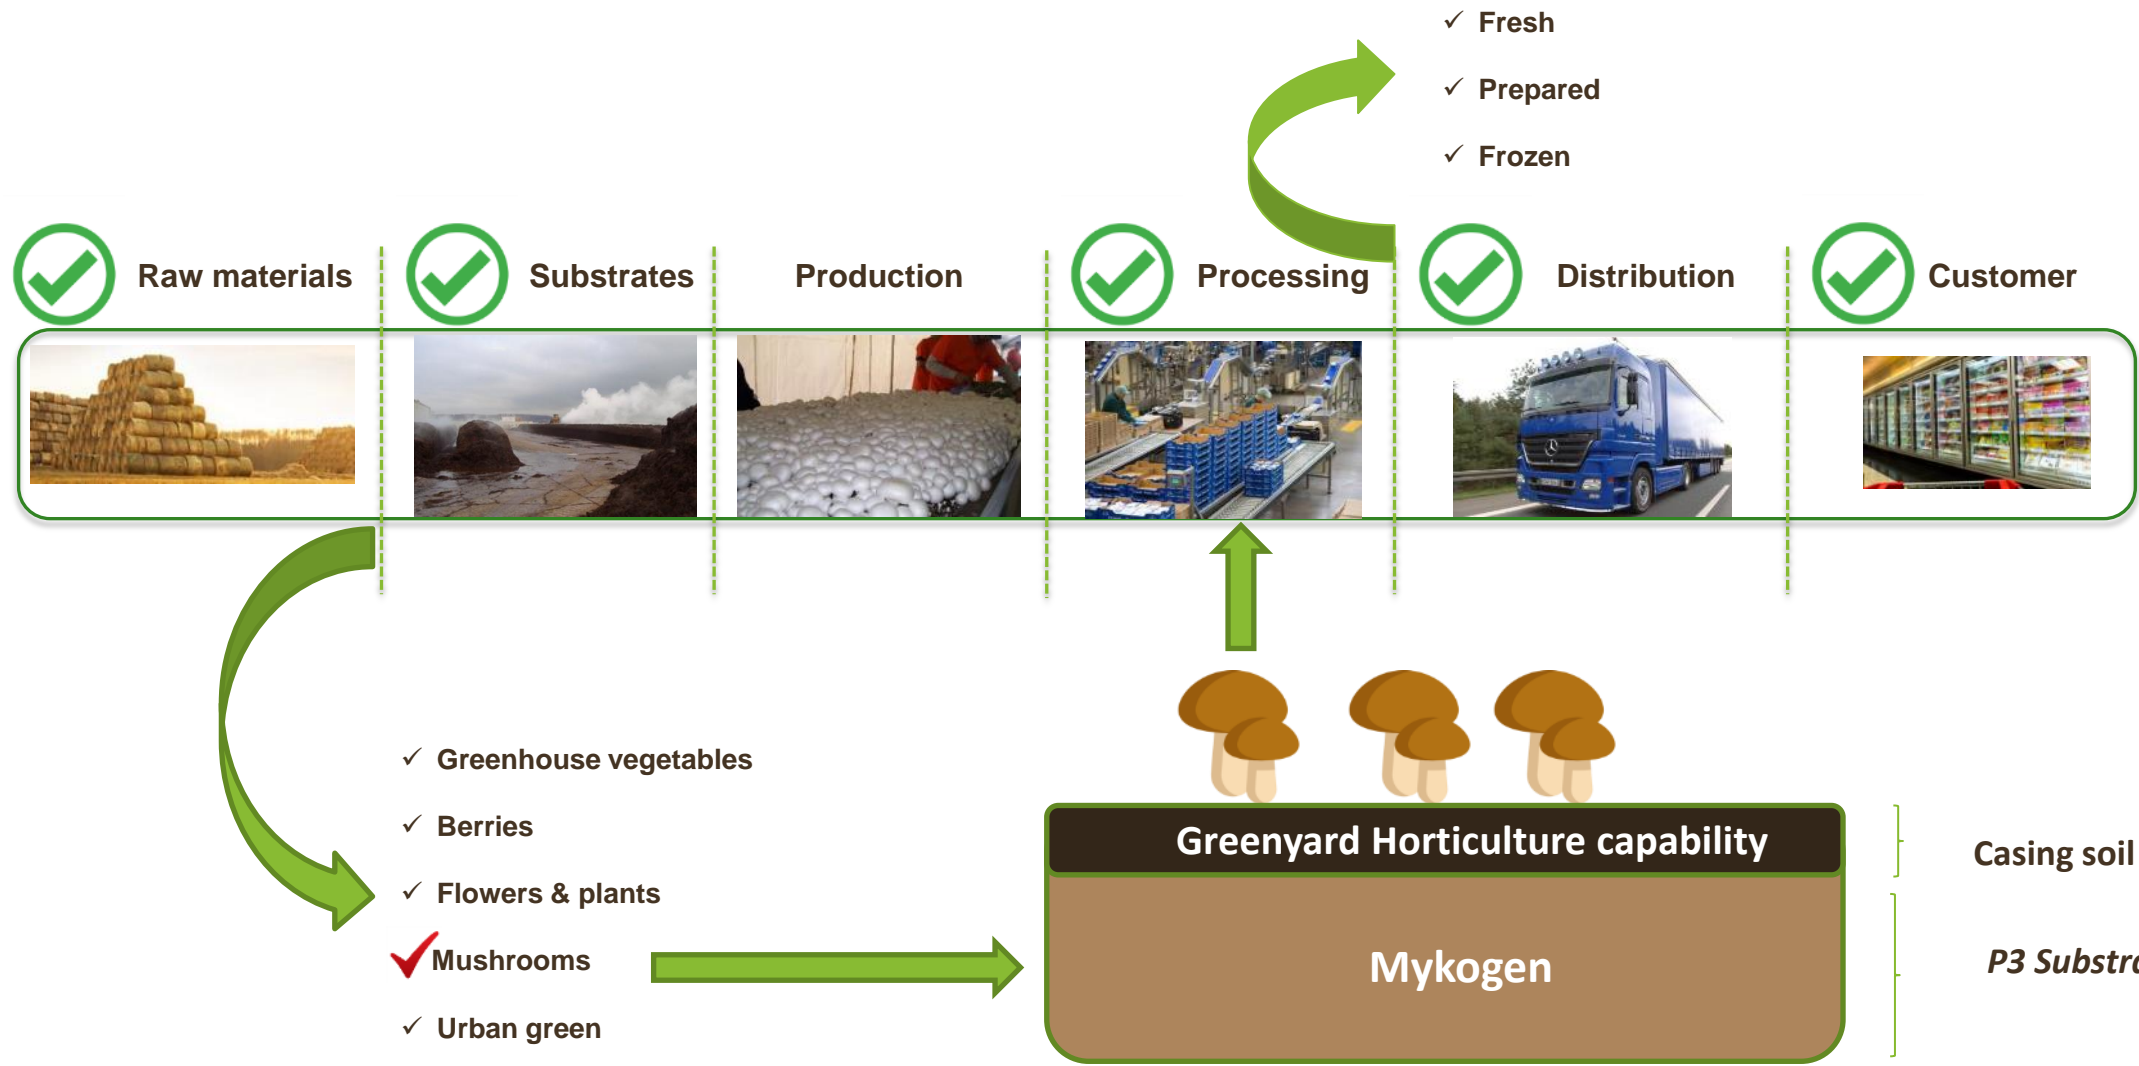 Fresh
Prepared
Frozen
Raw materials
Substrates
Production
Processing
Distribution
Customer
Greenhouse vegetables
Berries
Flowers & plants
Mushrooms
Urban green
Greenyard Horticulture capability
Mykogen
Casing soil
P3